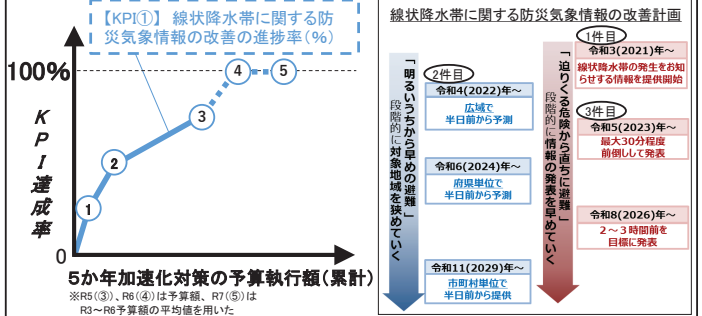 【KPI①】 線状降水帯に関する防
災気象情報の改善の進捗率(%)
100%
KPI達成率
0
1
2
3
4
5
5か年加速化対策の予算執行額(累計)
※R5(③)、R6(④)は予算額、R7(⑤)は
R3～R6予算額の平均値を用いた
線状降水帯に関する防災気象情報の改善計画
「明るいうちから早めの避難」
段階的に対象地域を狭めていく
2件目
令和4(2022)年～
広域で
半日前から予測
令和6(2024)年～
府県単位で
半日前から予測
令和11(2029)年～
市町村単位で
半日前から提供
「迫りくる危険から直ちに避難」
段階的に情報の発表を早めていく
1件目
令和3(2021)年～
線状降水帯の発生をお知
らせする情報を提供開始
3件目
令和5(2023)年～
最大30分程度
前倒しして発表
令和8(2026)年～
2～3時間前を
目標に発表